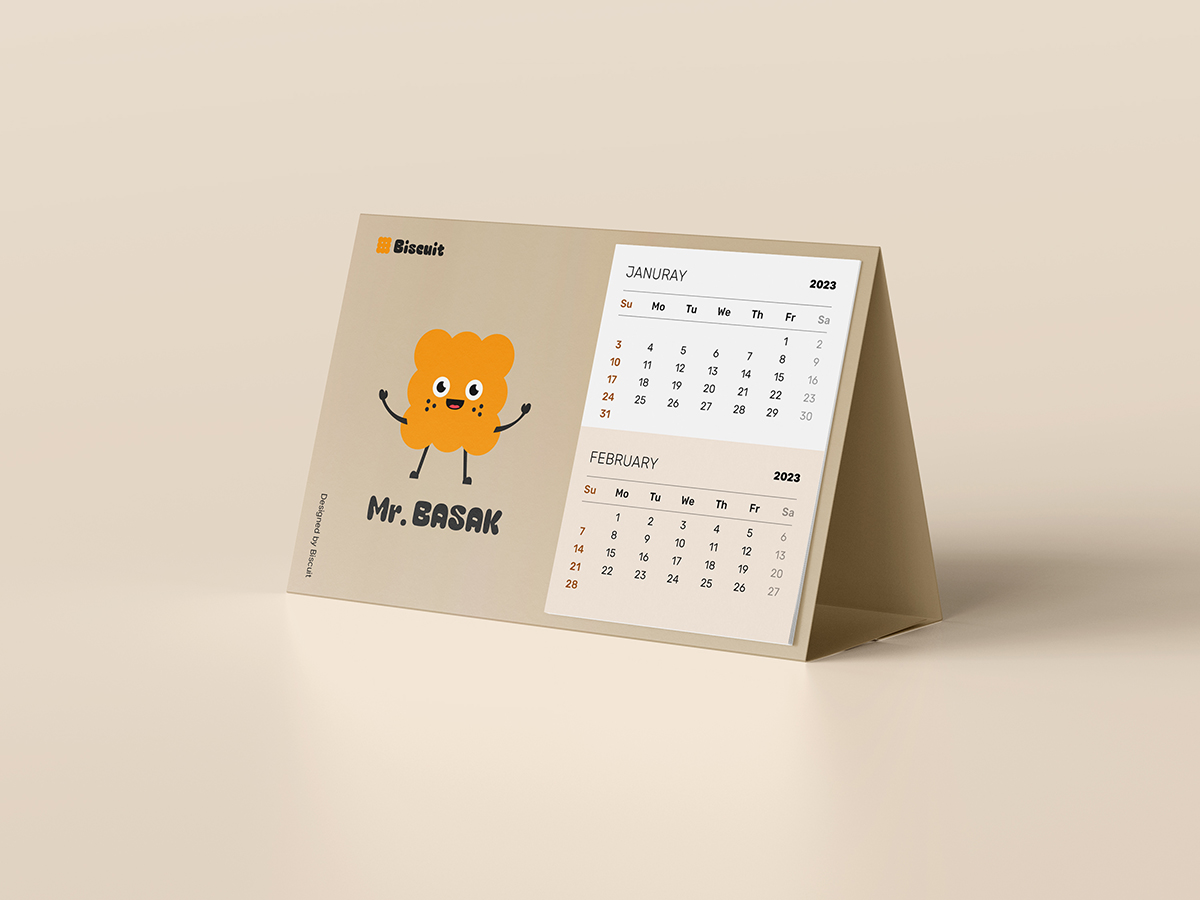 Biscuit
Mr. BASAK
Designed by Biscuit
JANURAY 2023
Su Mo Tu We Th Fr Sa
1 2
3 4 5 6 7 8 9
10 11 12 13 14 15 16
17 18 19 20 21 22 23
24 25 26 27 28 29 30
31
FEBRUARY 2023
Su Mo Tu We Th Fr Sa
1 2 3 4 5 6
7 8 9 10 11 12 13
14 15 16 17 18 19 20
21 22 23 24 25 26 27
28